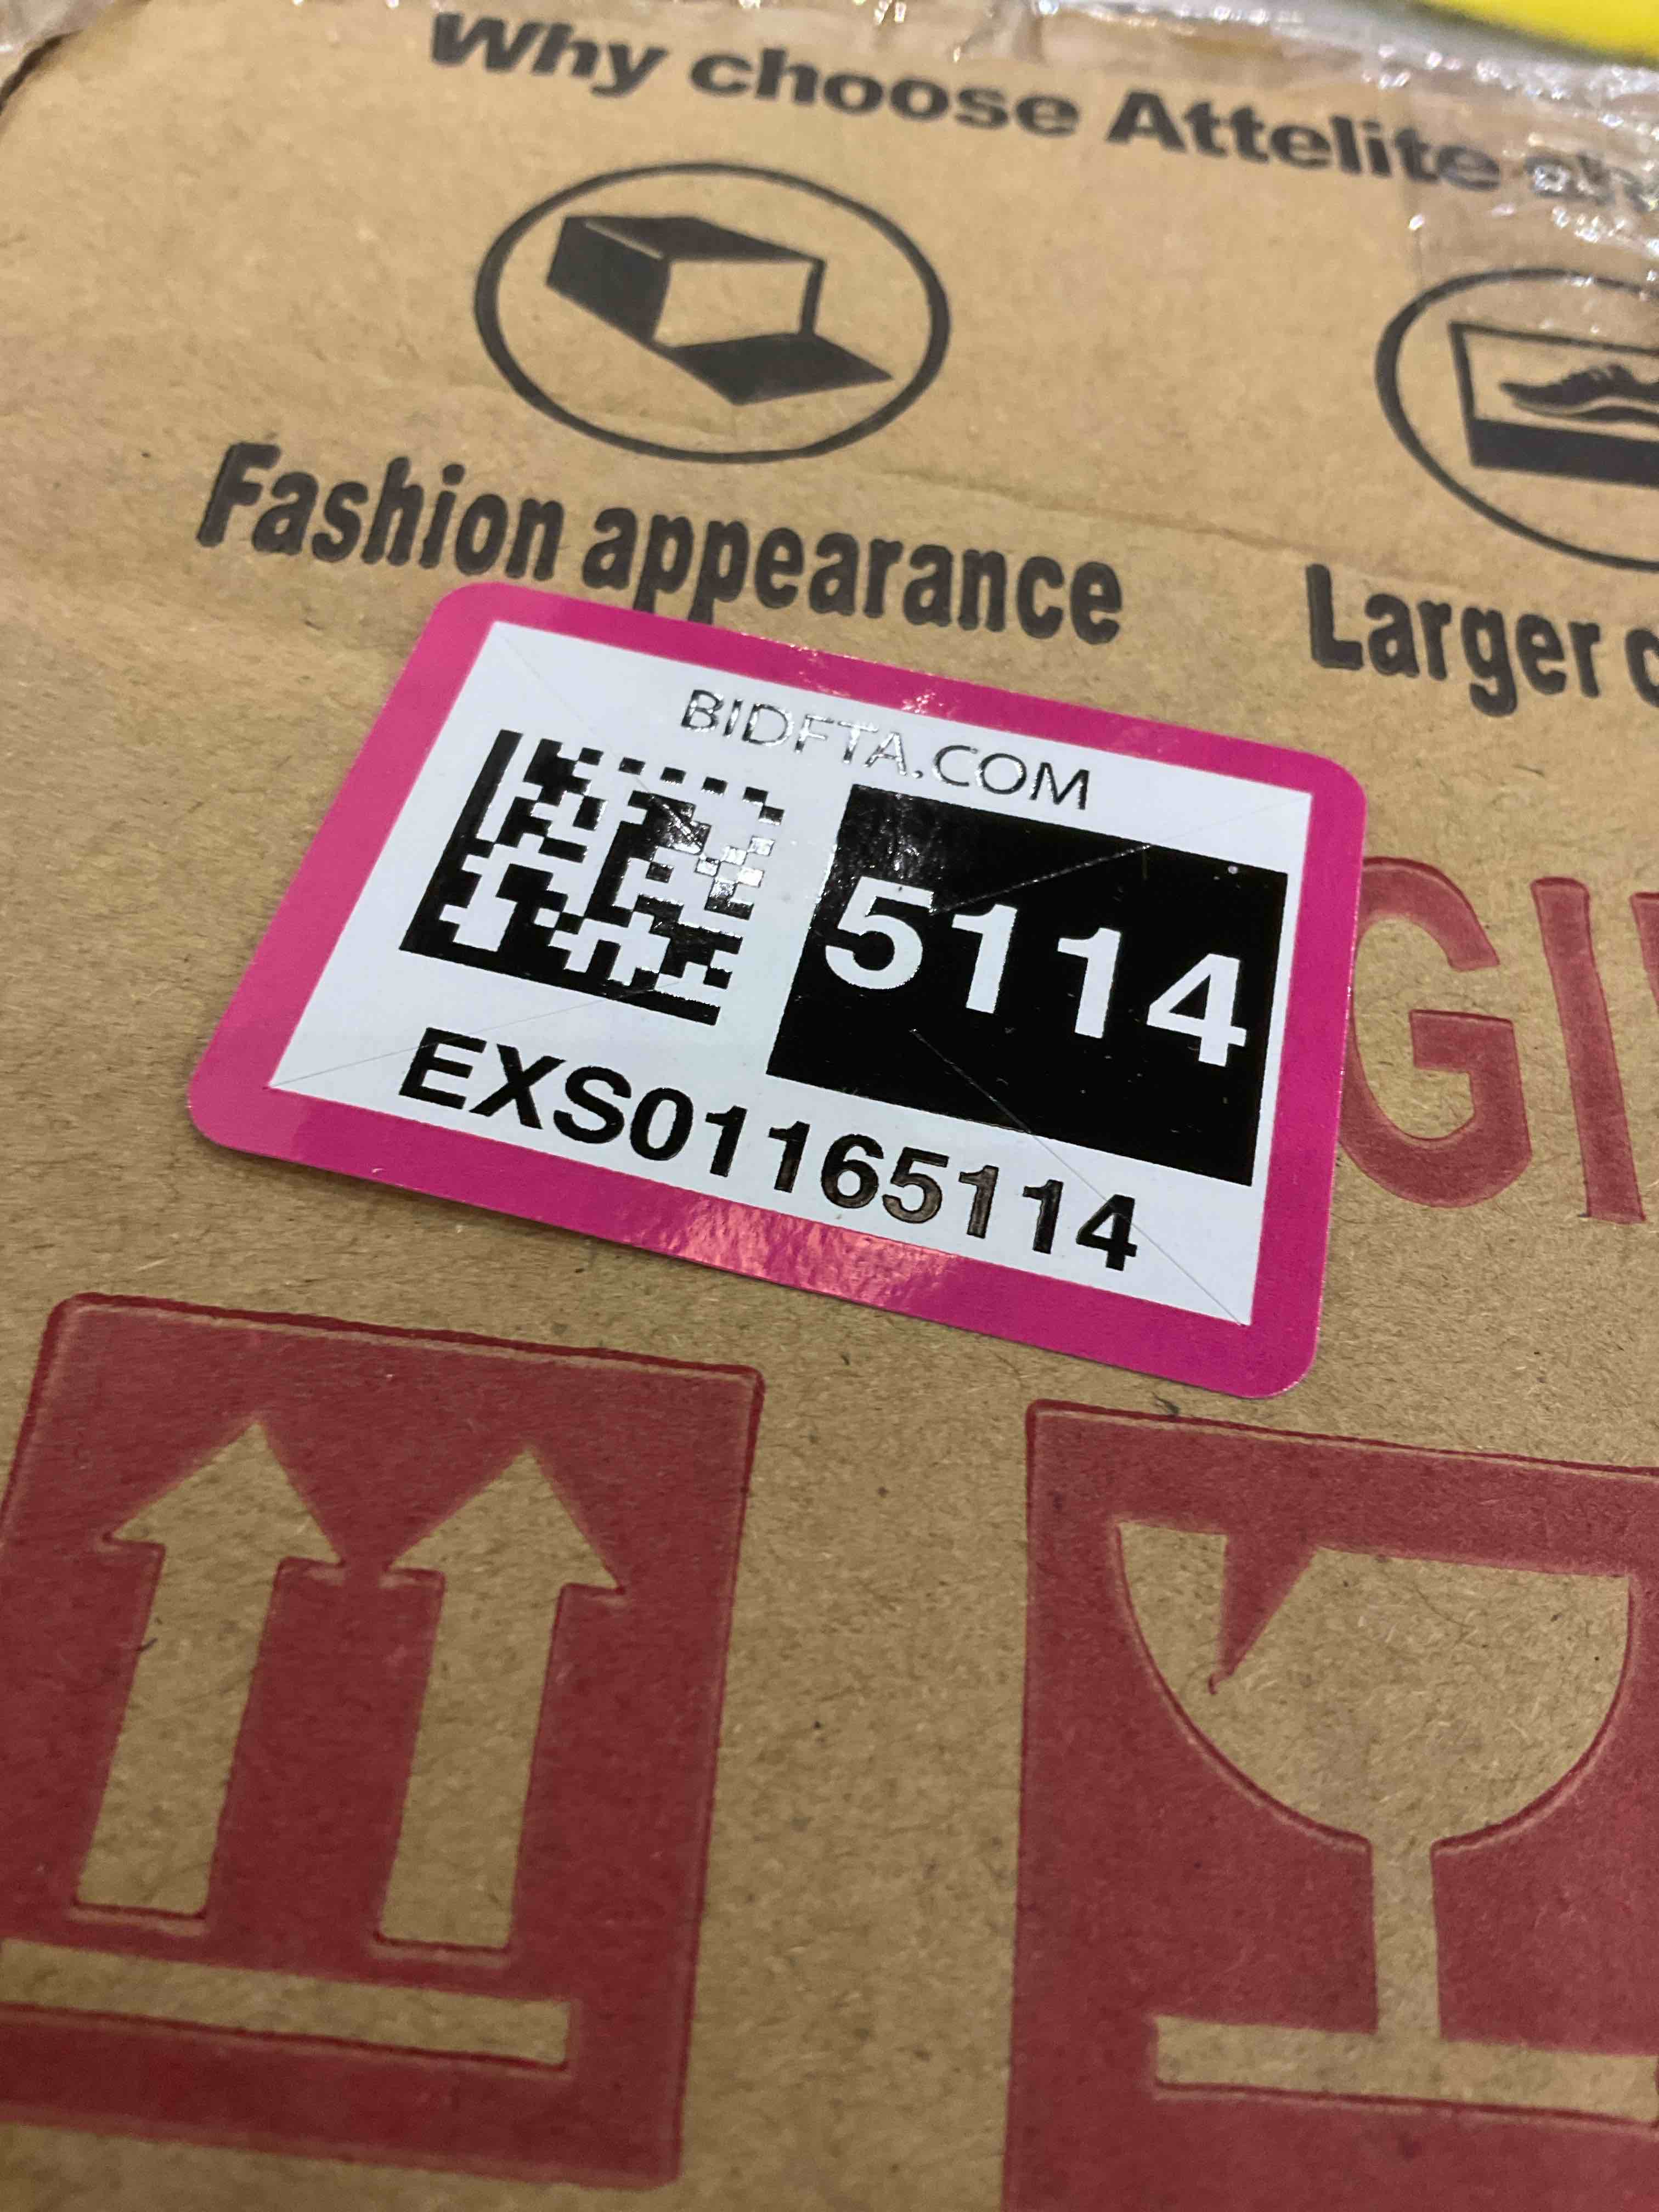 Why choose Attelite
Fashion appearance
Larger
BIDFTA.COM
5114
EXS01165114